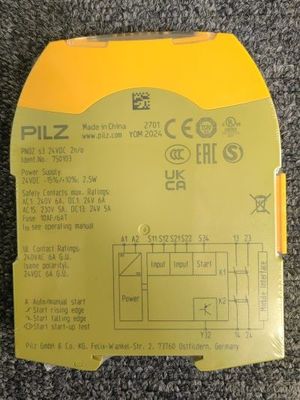 PILZ
Made in China 2701
www.pilz.com YOM 2024
PNOZ s3 24VDC 2n/o
Ident.No. 750103
Power Supply
24VDC -15%/+10%; 2.5W
Safety Contacts max. Ratings:
AC1: 240V 6A, DC1: 24V 6A
AC15: 230V 5A, DC13: 24V 5A
Fuse 10AF/6AT
see operating manual
UK
CA
UL Contact Ratings:
240VAC 6A G.U.
(same polarity),
24VDC 6A G.U.
A Auto/manual start
Start rising edge
Start falling edge
Start start-up test
A1 A2 S11 S12 S21 S22 S34 13 23
Input Input Start
K1
Power
K2
Y32 14 24
Pilz GmbH & Co. KG, Felix-Wankel-Str. 2, 73760 Ostfildern, Germany